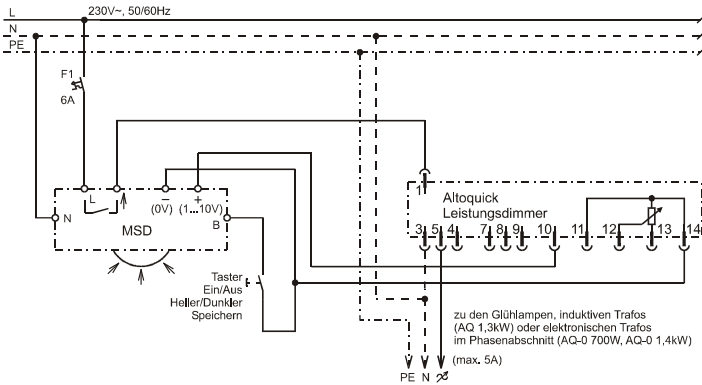 L
230V~, 50/60Hz
N
PE
F1
6A
L
N
–
(0V)
+
(1...10V)
MSD
B
1
Altoquick
Leistungsdimmer
3 5 4 7 8 9 10 11 12 13 14
Taster
Ein/Aus
Heller/Dunkler
Speichern
zu den Glühlampen, induktiven Trafos
(AQ 1,3kW) oder elektronischen Trafos
im Phasenabschnitt (AQ-0 700W, AQ-0 1,4kW)
(max. 5A)
PE N